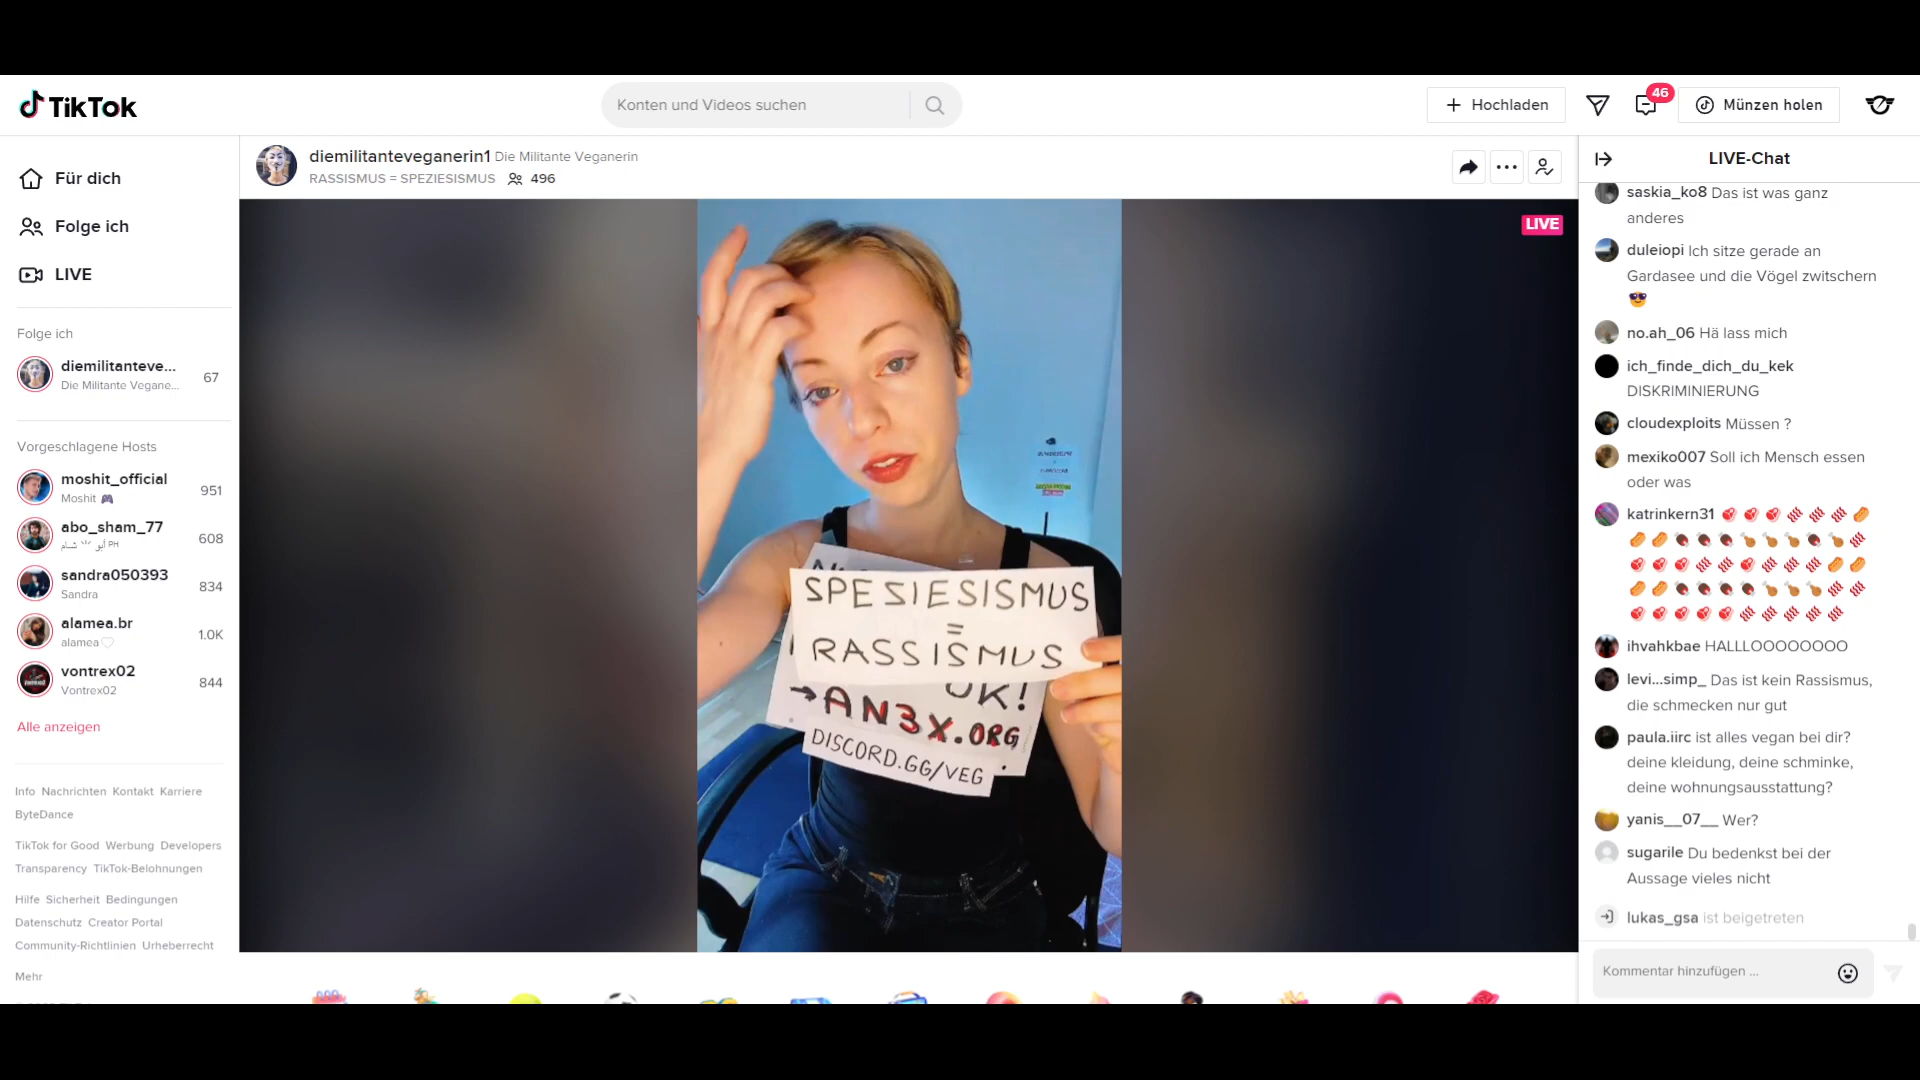 TikTok
Konten und Videos suchen
Hochladen
46
Münzen holen
Für dich
Folge ich
LIVE
Folge ich
diemilitanteve...
Die Militante Vegane...
67
Vorgeschlagene Hosts
moshit_official
Moshit 🎮
951
abo_sham_77
608
sandra050393
Sandra
834
alamea.br
alamea🤍
1.0K
vontrex02
Vontrex02
844
Alle anzeigen
Info Nachrichten Kontakt Karriere
ByteDance
TikTok for Good Werbung Developers
Transparency TikTok-Belohnungen
Hilfe Sicherheit Bedingungen
Datenschutz Creator Portal
Community-Richtlinien Urheberrecht
Mehr
diemilitanteveganerin1 Die Militante Veganerin
RASSISMUS = SPEZIESISMUS 496
LIVE
SPEZIESISMUS
=
RASSISMUS
OK!
→AN3X.ORG
DISCORD.GG/VEG
LIVE-Chat
saskia_ko8 Das ist was ganz
anderes
duleiopi Ich sitze gerade an
Gardasee und die Vögel zwitschern
😎
no.ah_06 Hä lass mich
ich_finde_dich_du_kek
DISKRIMINIERUNG
cloudexploits Müssen ?
mexiko007 Soll ich Mensch essen
oder was
katrinkern31 🥩🥩🥩🥓🥓🥓🌭
🌭🌭🍖🍖🍖🍗🍗🍗🍖🍗🥓
🥩🥩🥩🥓🥓🥩🥓🥓🥓🌭🌭
🌭🌭🍖🍖🍖🍖🍗🍗🍗🥓🥓
🥩🥩🥩🥩🥩🥓🥓🥓🥓🥓
ihvahkbae HALLLOOOOOOOO
levi...simp_ Das ist kein Rassismus,
die schmecken nur gut
paula.iirc ist alles vegan bei dir?
deine kleidung, deine schminke,
deine wohnungsausstattung?
yanis__07__ Wer?
sugarile Du bedenkst bei der
Aussage vieles nicht
lukas_gsa ist beigetreten
Kommentar hinzufügen ...